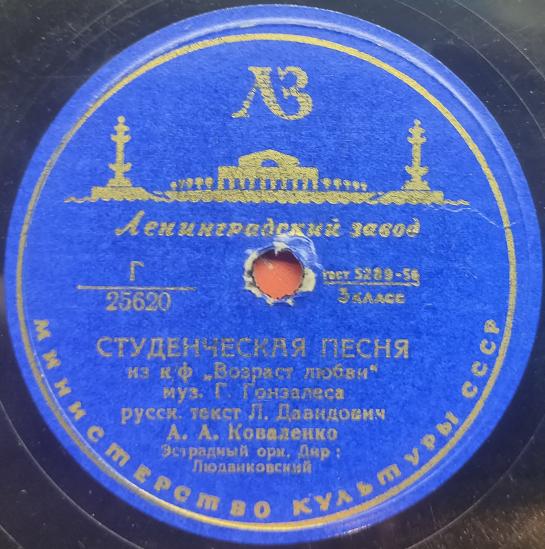 ЛЗ
Ленинградский завод
Г
25620
ГОСТ 5289-56
3 КЛАСС
СТУДЕНЧЕСКАЯ ПЕСНЯ
из к/ф „Возраст любви"
муз. Г. Гонзалеса
русск. текст Л. Давидович
А. А. Коваленко
Эстрадный орк. Дир :
Людвиковский
МИНИСТЕРСТВО КУЛЬТУРЫ СССР